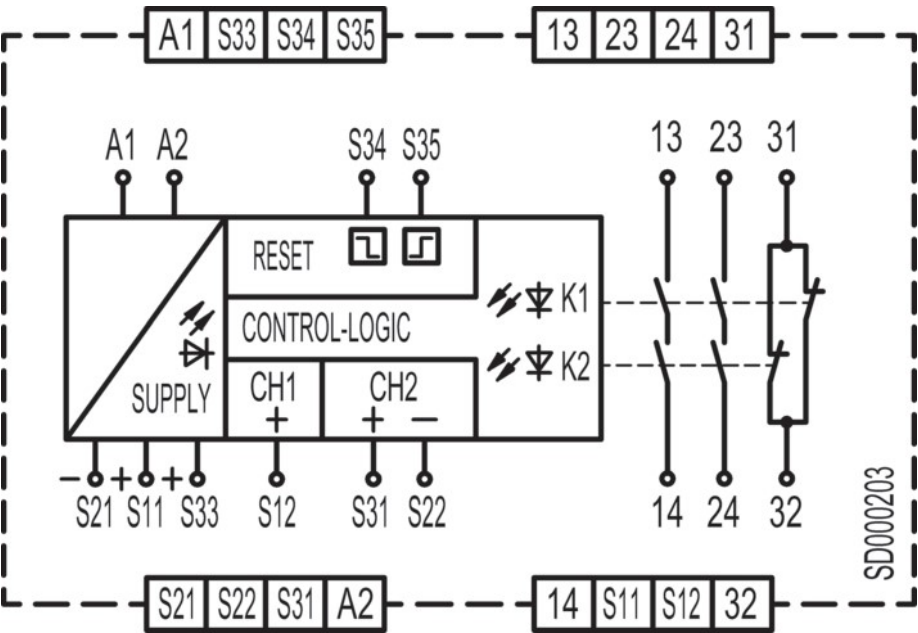 A1 S33 S34 S35 13 23 24 31
A1 A2 S34 S35 13 23 31
RESET
K1
CONTROL-LOGIC
K2
SUPPLY CH1 CH2
+ + −
− + +
S21 S11 S33 S12 S31 S22 14 24 32
SD000203
S21 S22 S31 A2 14 S11 S12 32